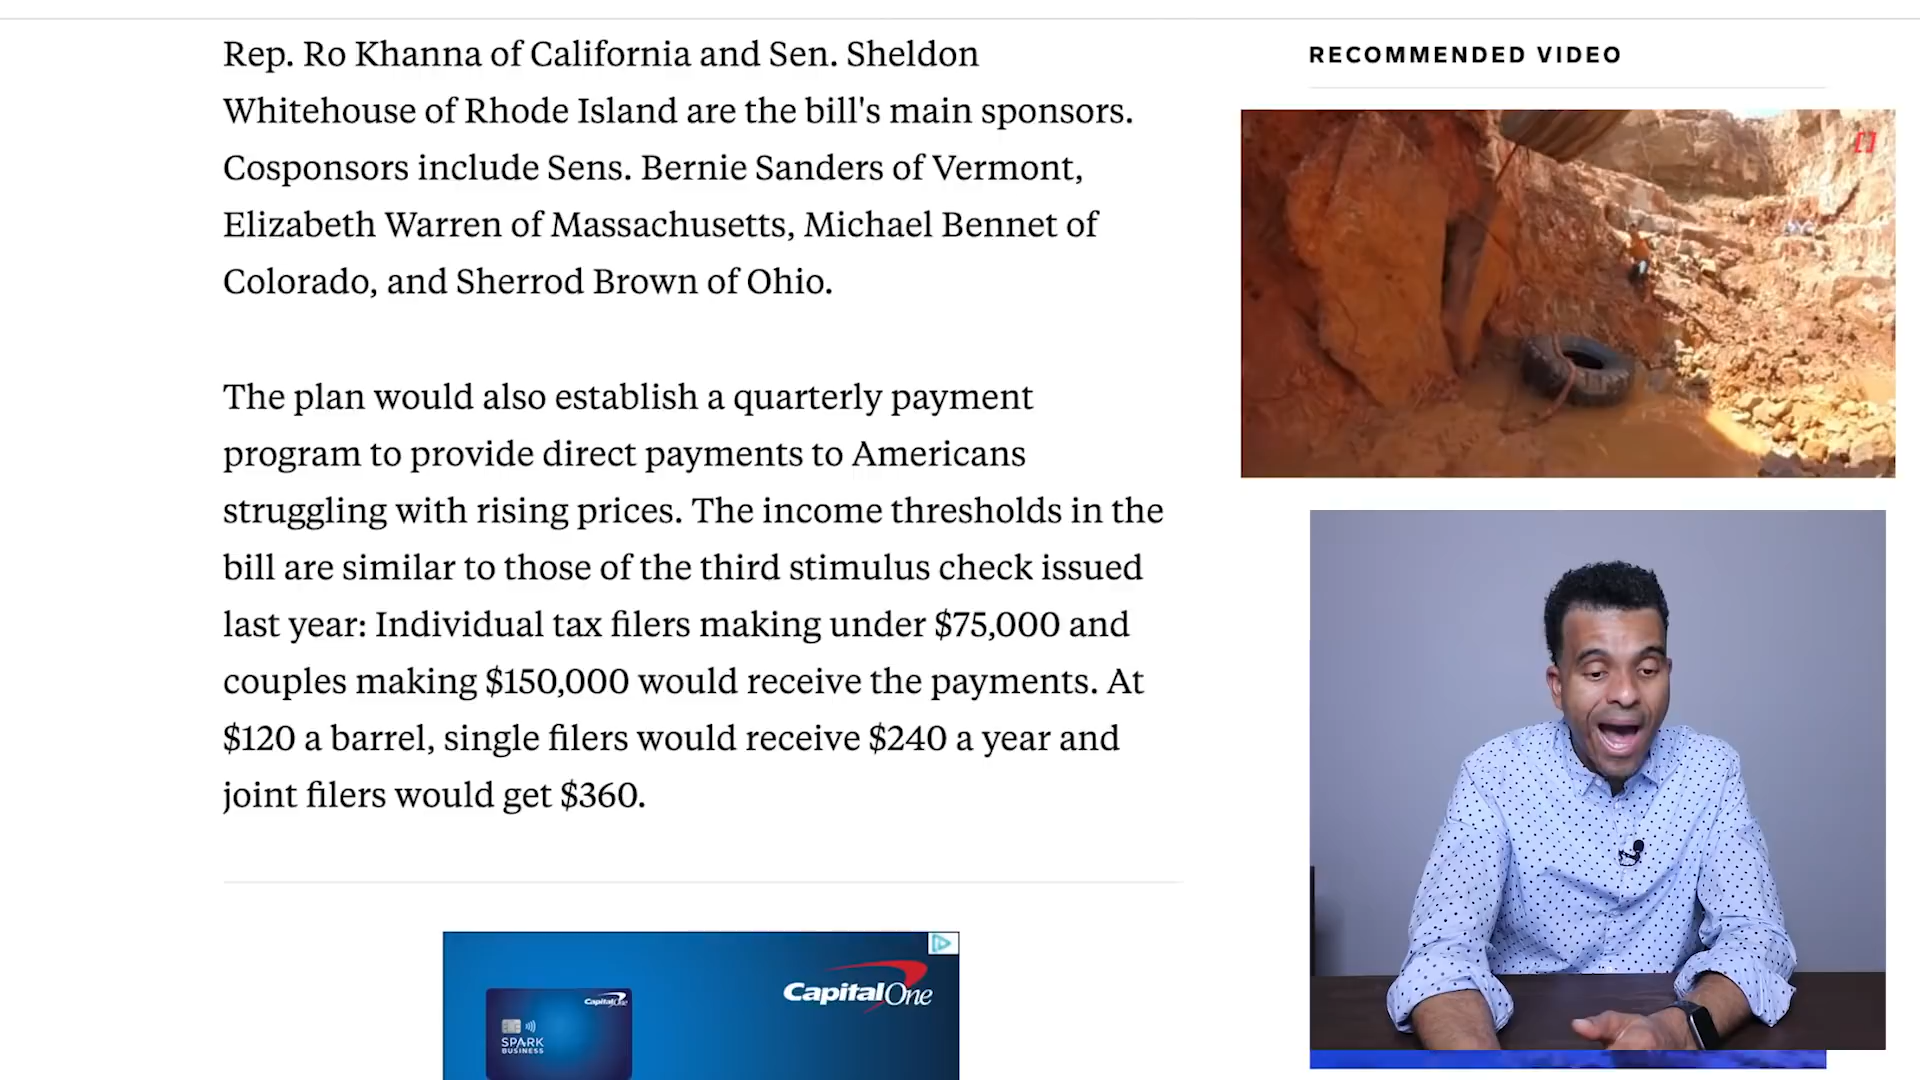 Rep. Ro Khanna of California and Sen. Sheldon
Whitehouse of Rhode Island are the bill's main sponsors.
Cosponsors include Sens. Bernie Sanders of Vermont,
Elizabeth Warren of Massachusetts, Michael Bennet of
Colorado, and Sherrod Brown of Ohio.
The plan would also establish a quarterly payment
program to provide direct payments to Americans
struggling with rising prices. The income thresholds in the
bill are similar to those of the third stimulus check issued
last year: Individual tax filers making under $75,000 and
couples making $150,000 would receive the payments. At
$120 a barrel, single filers would receive $240 a year and
joint filers would get $360.
RECOMMENDED VIDEO
CapitalOne
CapitalOne
SPARK
BUSINESS